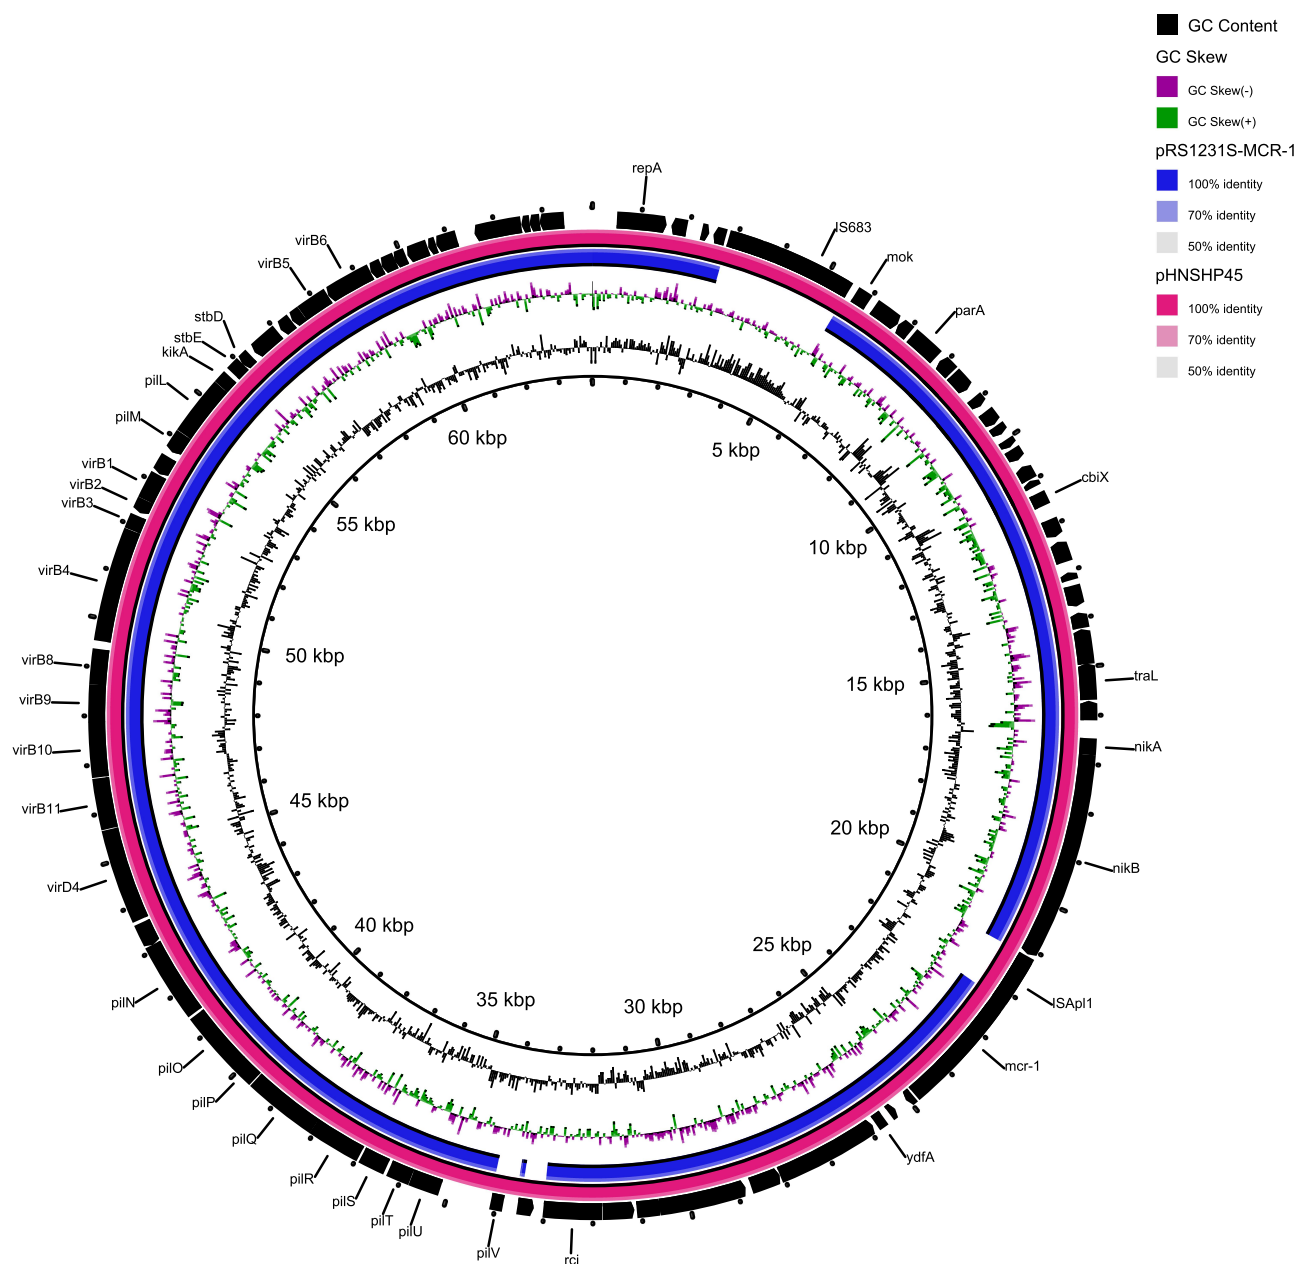 GC Content
GC Skew
GC Skew(-)
GC Skew(+)
pRS1231S-MCR-1
100% identity
70% identity
50% identity
pHNSHP45
100% identity
70% identity
50% identity
repA
IS683
mok
parA
cbiX
traL
nikA
nikB
ISApl1
mcr-1
ydfA
rci
pilV
pilU
pilT
pilS
pilR
pilQ
pilP
pilO
pilN
virD4
virB11
virB10
virB9
virB8
virB4
virB3
virB2
virB1
pilM
pilL
kikA
stbE
stbD
virB5
virB6
5 kbp
10 kbp
15 kbp
20 kbp
25 kbp
30 kbp
35 kbp
40 kbp
45 kbp
50 kbp
55 kbp
60 kbp